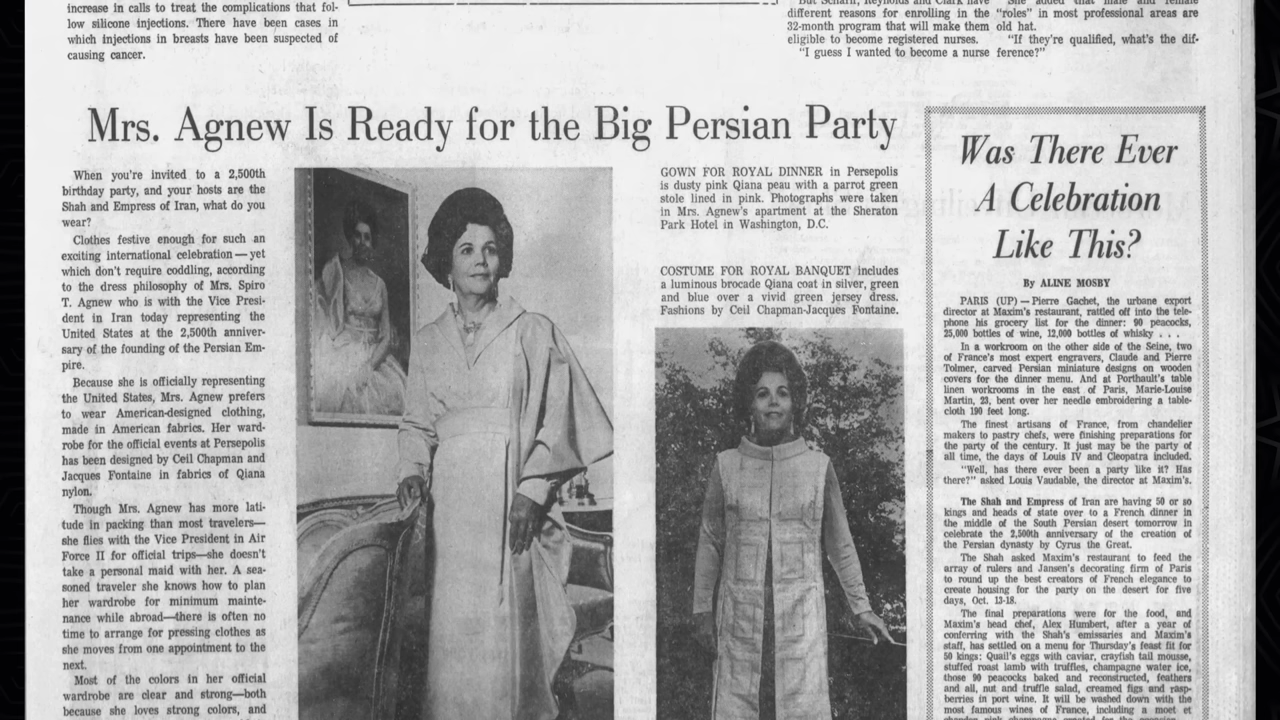 increase in calls to treat the complications that fol-
low silicone injections. There have been cases in
which injections in breasts have been suspected of
causing cancer.
different reasons for enrolling in the
32-month program that will make them
eligible to become registered nurses.
"I guess I wanted to become a nurse
"roles" in most professional areas are
old hat.
"If they're qualified, what's the dif-
ference?"
Mrs. Agnew Is Ready for the Big Persian Party
When you're invited to a 2,500th
birthday party, and your hosts are the
Shah and Empress of Iran, what do you
wear?
Clothes festive enough for such an
exciting international celebration — yet
which don't require coddling, according
to the dress philosophy of Mrs. Spiro
T. Agnew who is with the Vice Presi-
dent in Iran today representing the
United States at the 2,500th anniver-
sary of the founding of the Persian Em-
pire.
Because she is officially representing
the United States, Mrs. Agnew prefers
to wear American-designed clothing,
made in American fabrics. Her ward-
robe for the official events at Persepolis
has been designed by Ceil Chapman and
Jacques Fontaine in fabrics of Qiana
nylon.
Though Mrs. Agnew has more lati-
tude in packing than most travelers—
she flies with the Vice President in Air
Force II for official trips—she doesn't
take a personal maid with her. A sea-
soned traveler she knows how to plan
her wardrobe for minimum mainte-
nance while abroad—there is often no
time to arrange for pressing clothes as
she moves from one appointment to the
next.
Most of the colors in her official
wardrobe are clear and strong—both
because she loves strong colors, and
GOWN FOR ROYAL DINNER in Persepolis
is dusty pink Qiana peau with a parrot green
stole lined in pink. Photographs were taken
in Mrs. Agnew's apartment at the Sheraton
Park Hotel in Washington, D.C.
COSTUME FOR ROYAL BANQUET includes
a luminous brocade Qiana coat in silver, green
and blue over a vivid green jersey dress.
Fashions by Ceil Chapman-Jacques Fontaine.
Was There Ever
A Celebration
Like This?
By ALINE MOSBY
PARIS (UP) — Pierre Gachet, the urbane export
director at Maxim's restaurant, rattled off into the tele-
phone his grocery list for the dinner: 90 peacocks,
25,000 bottles of wine, 12,000 bottles of whisky . . .
In a workroom on the other side of the Seine, two
of France's most expert engravers, Claude and Pierre
Tolmer, carved Persian miniature designs on wooden
covers for the dinner menu. And at Porthault's table
linen workrooms in the east of Paris, Marie-Louise
Martin, 23, bent over her needle embroidering a table-
cloth 190 feet long.
The finest artisans of France, from chandelier
makers to pastry chefs, were finishing preparations for
the party of the century. It just may be the party of
all time, the days of Louis IV and Cleopatra included.
"Well, has there ever been a party like it? Has
there?" asked Louis Vaudable, the director at Maxim's.
The Shah and Empress of Iran are having 50 or so
kings and heads of state over to a French dinner in
the middle of the South Persian desert tomorrow in
celebrate the 2,500th anniversary of the creation of
the Persian dynasty by Cyrus the Great.
The Shah asked Maxim's restaurant to feed the
array of rulers and Jansen's decorating firm of Paris
to round up the best creators of French elegance to
create housing for the party on the desert for five
days, Oct. 13-18.
The final preparations were for the food, and
Maxim's head chef, Alex Humbert, after a year of
conferring with the Shah's emissaries and Maxim's
staff, has settled on a menu for Thursday's feast fit for
50 kings: Quail's eggs with caviar, crayfish tail mousse,
stuffed roast lamb with truffles, champagne water ice,
those 90 peacocks baked and reconstructed, feathers
and all, nut and truffle salad, creamed figs and rasp-
berries in port wine. It will be washed down with the
most famous wines of France, including a moet et